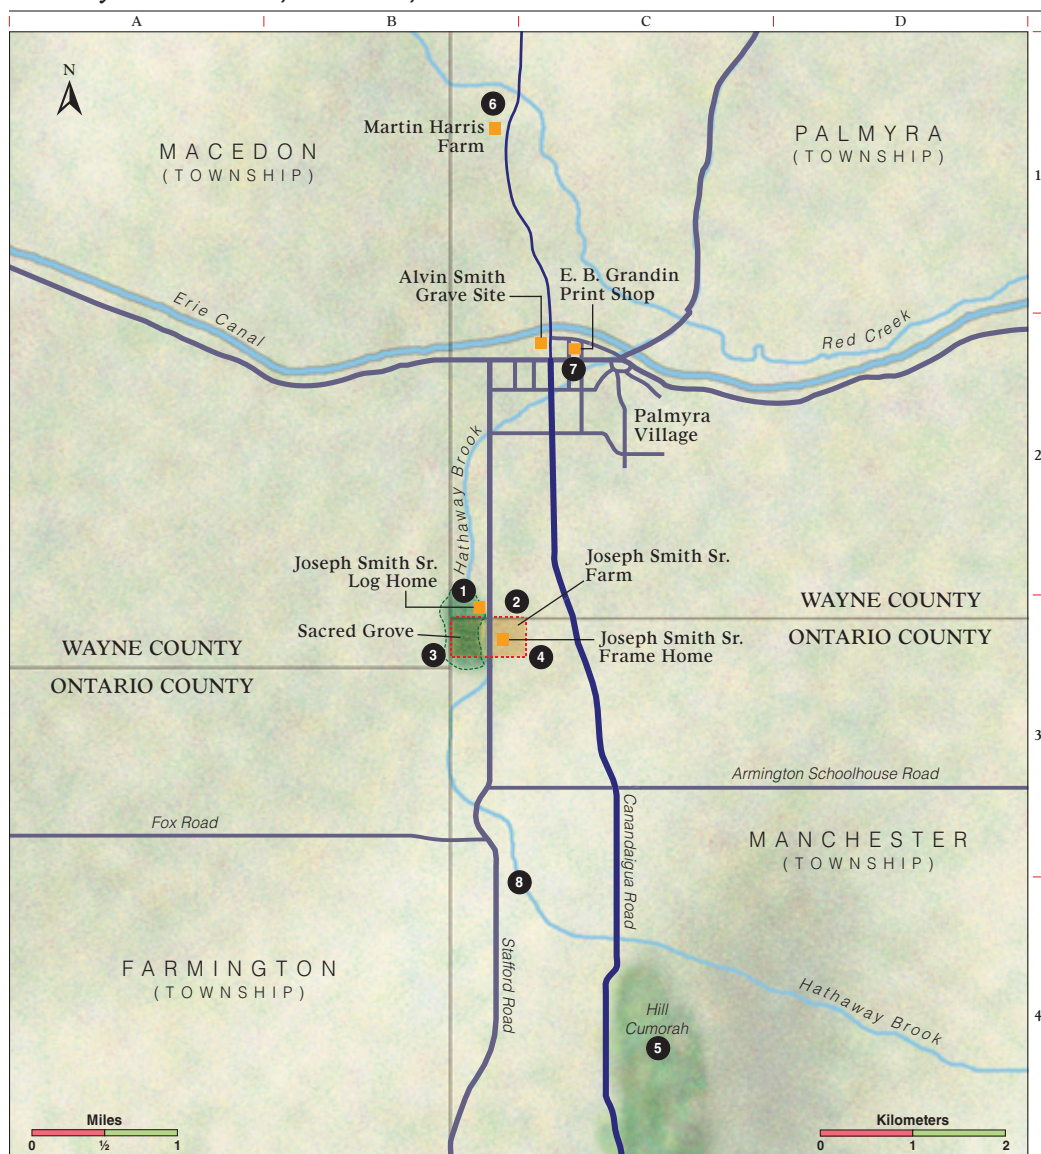 A
B
C
D
N
6
Martin Harris
Farm
MACEDON
(TOWNSHIP)
PALMYRA
(TOWNSHIP)
1
Alvin Smith
Grave Site
E. B. Grandin
Print Shop
Erie Canal
Red Creek
7
Palmyra
Village
Hathaway Brook
2
Joseph Smith Sr.
Log Home
Joseph Smith Sr.
Farm
1
2
WAYNE COUNTY
ONTARIO COUNTY
Sacred Grove
Joseph Smith Sr.
Frame Home
WAYNE COUNTY
ONTARIO COUNTY
3
4
3
Armington Schoolhouse Road
Fox Road
Canandaigua Road
MANCHESTER
(TOWNSHIP)
8
FARMINGTON
(TOWNSHIP)
Stafford Road
Hathaway Brook
Hill
Cumorah
5
4
Miles
0 ½ 1
Kilometers
0 1 2